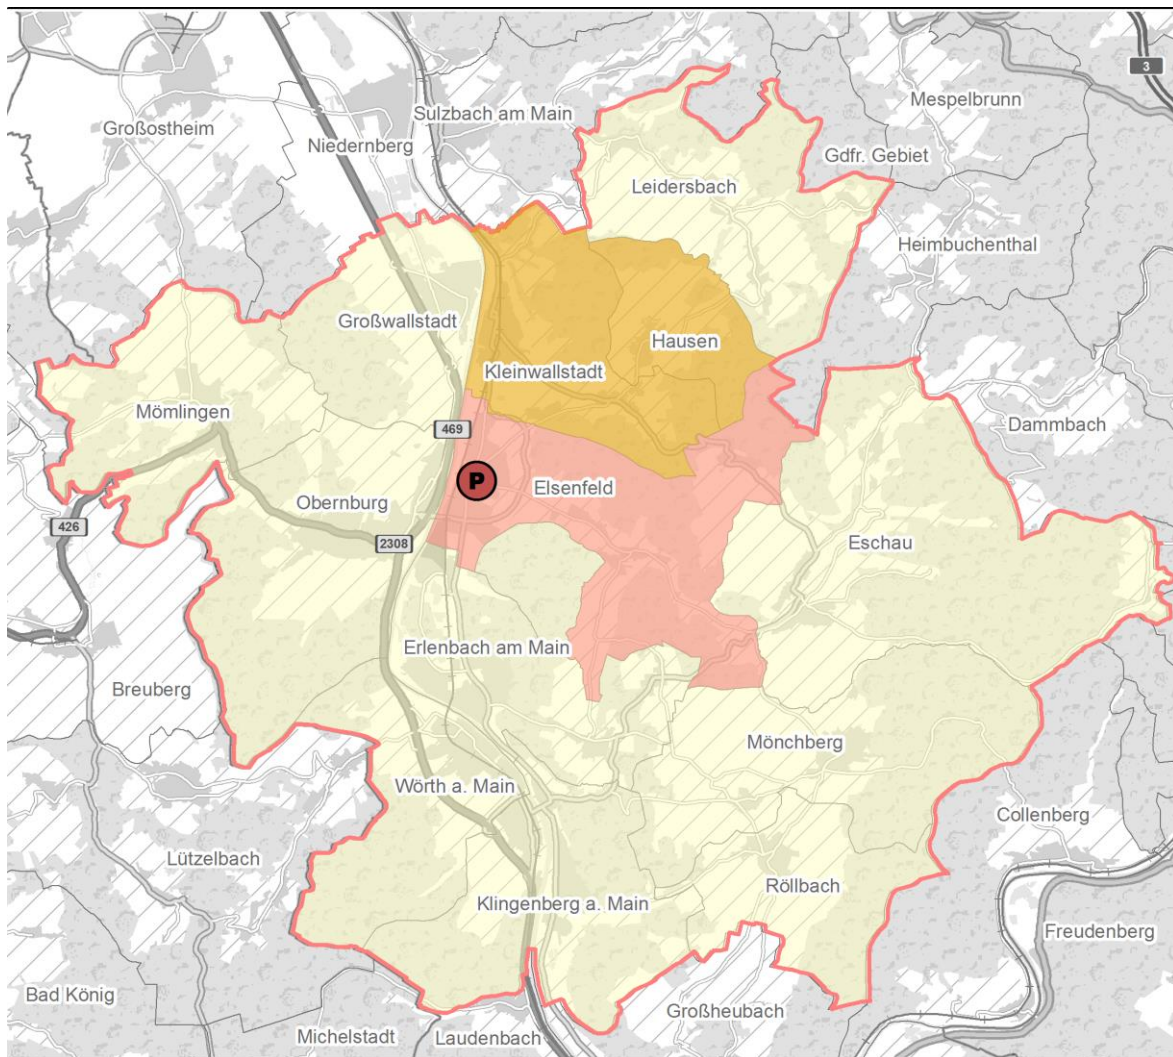 3
Mespelbrunn
Sulzbach am Main
Großostheim
Niedernberg
Gdfr. Gebiet
Leidersbach
Heimbuchenthal
Großwallstadt
Hausen
Kleinwallstadt
Mömlingen
Dammbach
469
P
Elsenfeld
Obernburg
426
2308
Eschau
Erlenbach am Main
Breuberg
Mönchberg
Wörth a. Main
Collenberg
Lützelbach
Röllbach
Klingenberg a. Main
Freudenberg
Bad König
Großheubach
Michelstadt
Laudenbach